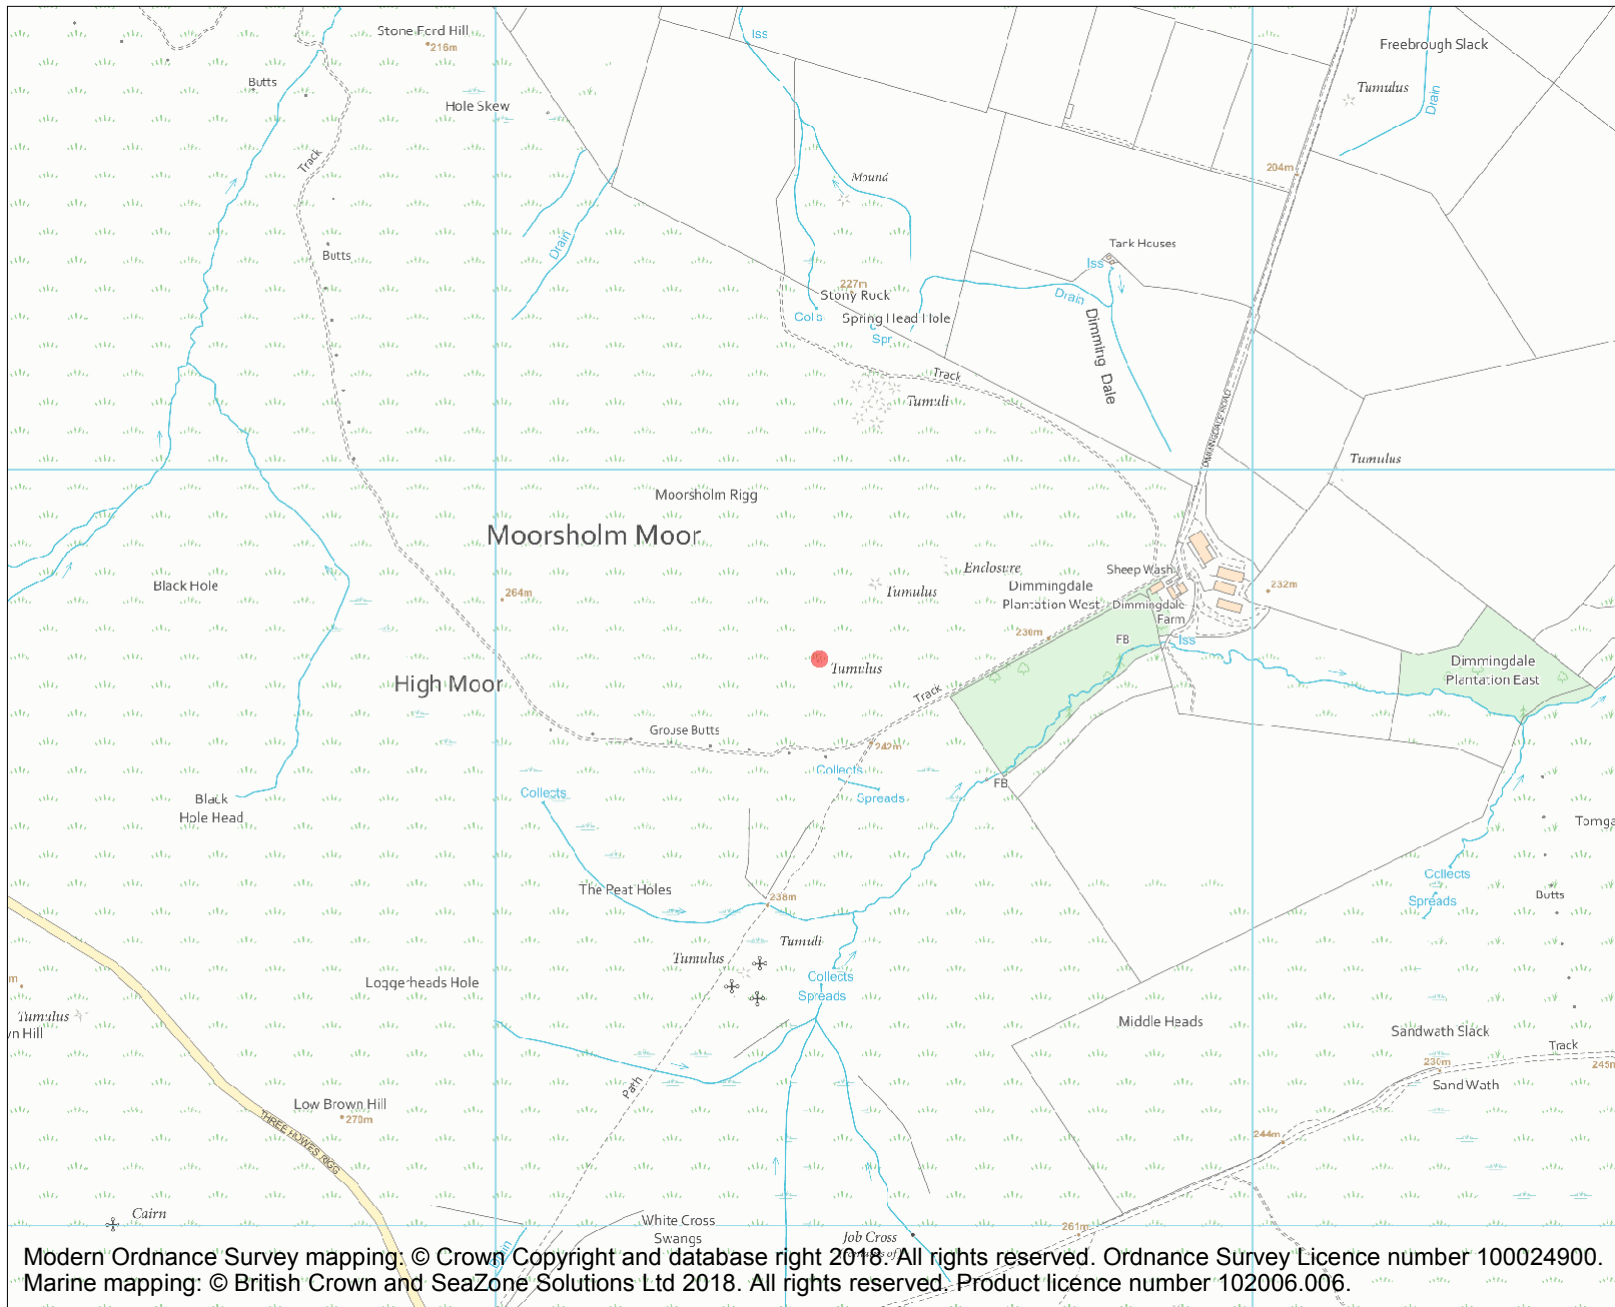 Stone Ford Hill
216m
Iss
Freebrough Slack
Butts
Tumulus
Drain
Hole Skew
Track
204m
Mound
Drain
Butts
Tank Houses
Iss
227m
Stony Ruck
Drain
Colls
Spring Head Hole
Spr
Dimming Dale
Track
Tumuli
DIMMINGDALE ROAD
Tumulus
Moorsholm Rigg
Moorsholm Moor
Enclosure
Sheep Wash
Black Hole
264m
Tumulus
Dimmingdale
Plantation West
232m
Dimmingdale
Farm
230m
FB
Iss
Tumulus
Dimmingdale
Plantation East
High Moor
Track
Grouse Butts
242m
Collects
Spreads
FB
Collects
Black
Hole Head
Collects
Spreads
Butts
The Peat Holes
238m
Tumuli
Tumulus
Loggerheads Hole
Collects
Spreads
Tumulus
Middle Heads
Sandwath Slack
Track
230m
Sand Wath
Path
Low Brown Hill
270m
THREE HOWES RIGG
244m
Cairn
White Cross
Swangs
261m
Job Cross
Drain
Modern Ordnance Survey mapping: © Crown Copyright and database right 2018. All rights reserved. Ordnance Survey Licence number 100024900.
Marine mapping: © British Crown and SeaZone Solutions Ltd 2018. All rights reserved. Product licence number 102006.006.